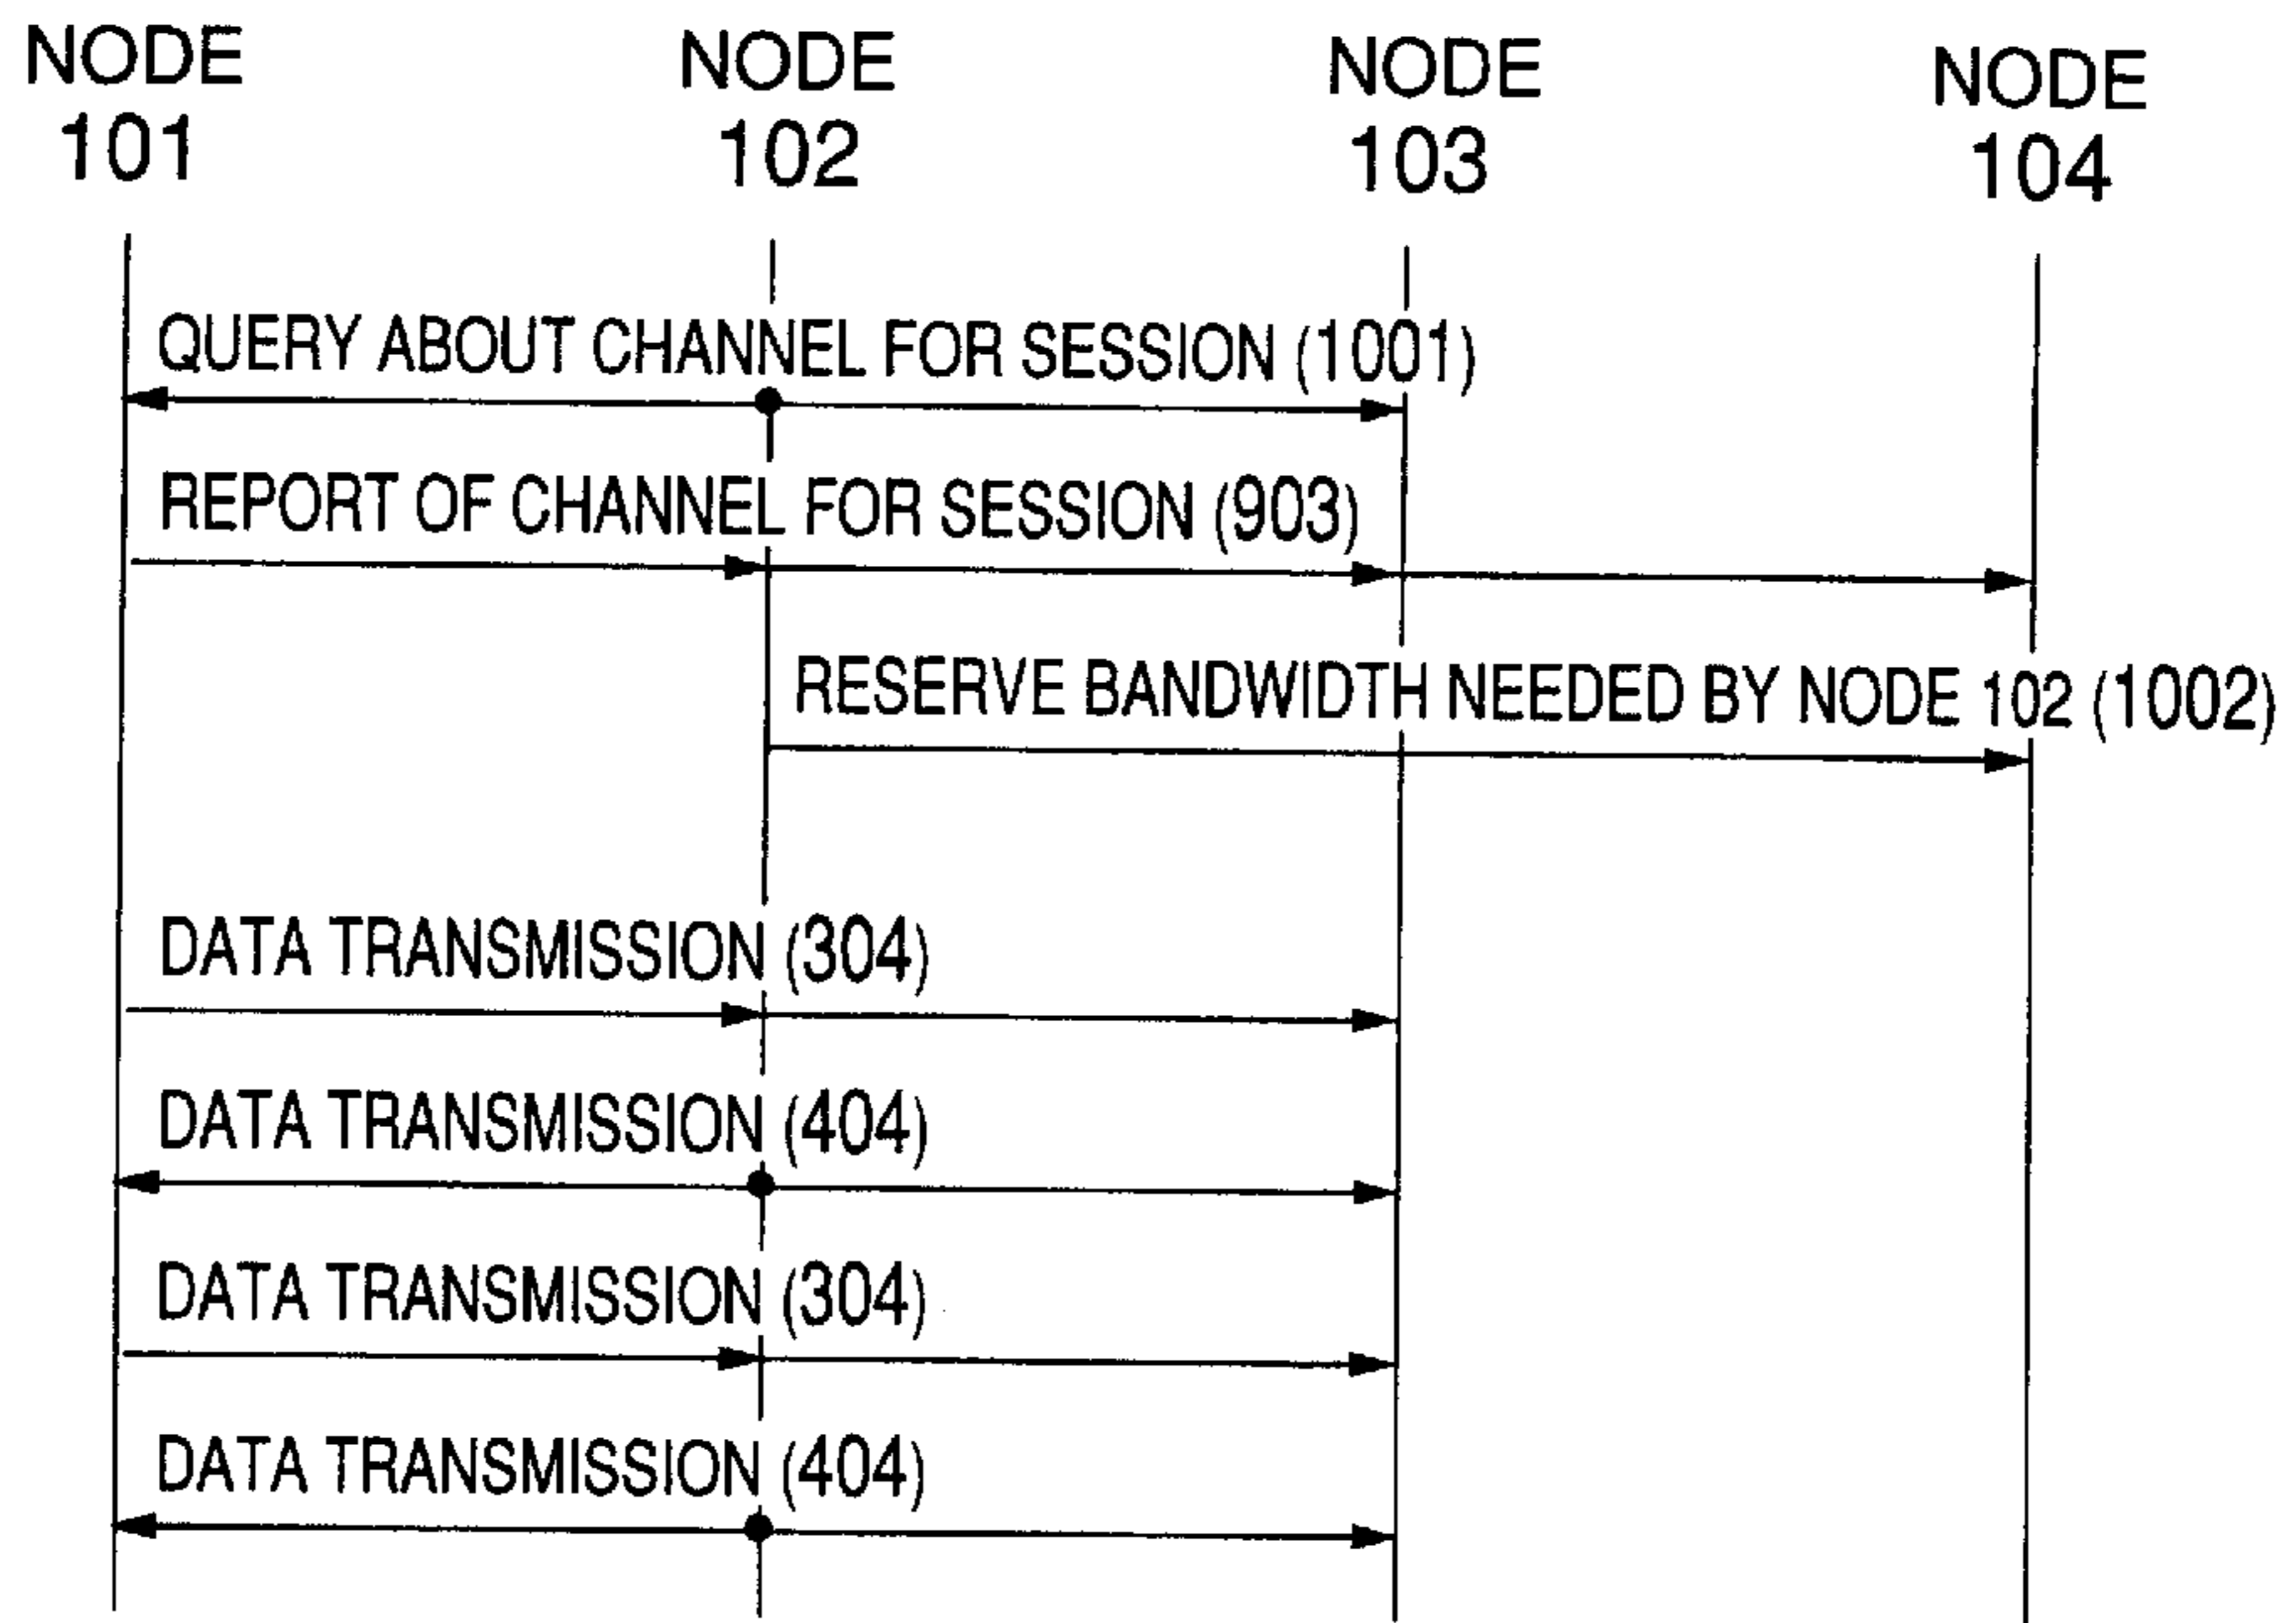 NODE
101
NODE
102
NODE
103
NODE
104
QUERY ABOUT CHANNEL FOR SESSION (1001)
REPORT OF CHANNEL FOR SESSION (903)
RESERVE BANDWIDTH NEEDED BY NODE 102 (1002)
DATA TRANSMISSION (304)
DATA TRANSMISSION (404)
DATA TRANSMISSION (304)
DATA TRANSMISSION (404)